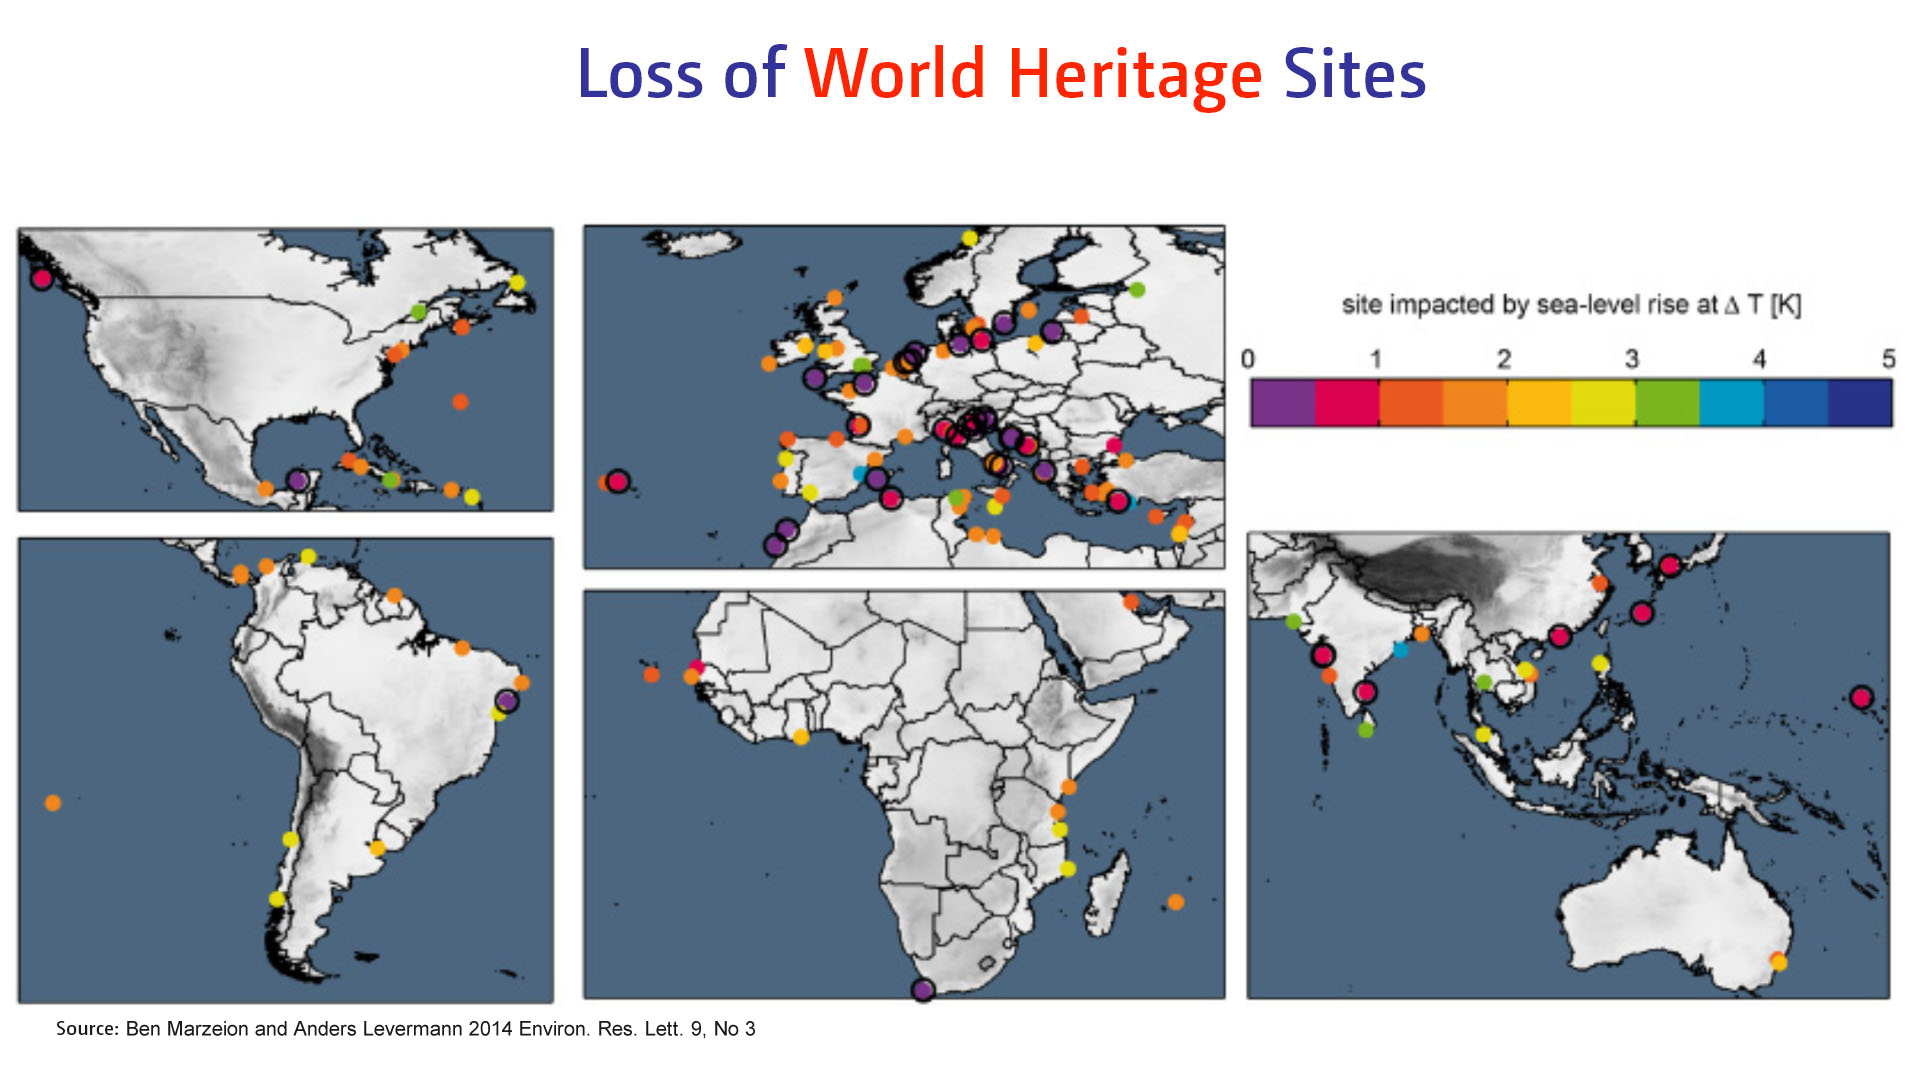 Loss of World Heritage Sites
site impacted by sea-level rise at Δ T [K]
0 1 2 3 4 5
Source: Ben Marzeion and Anders Levermann 2014 Environ. Res. Lett. 9, No 3